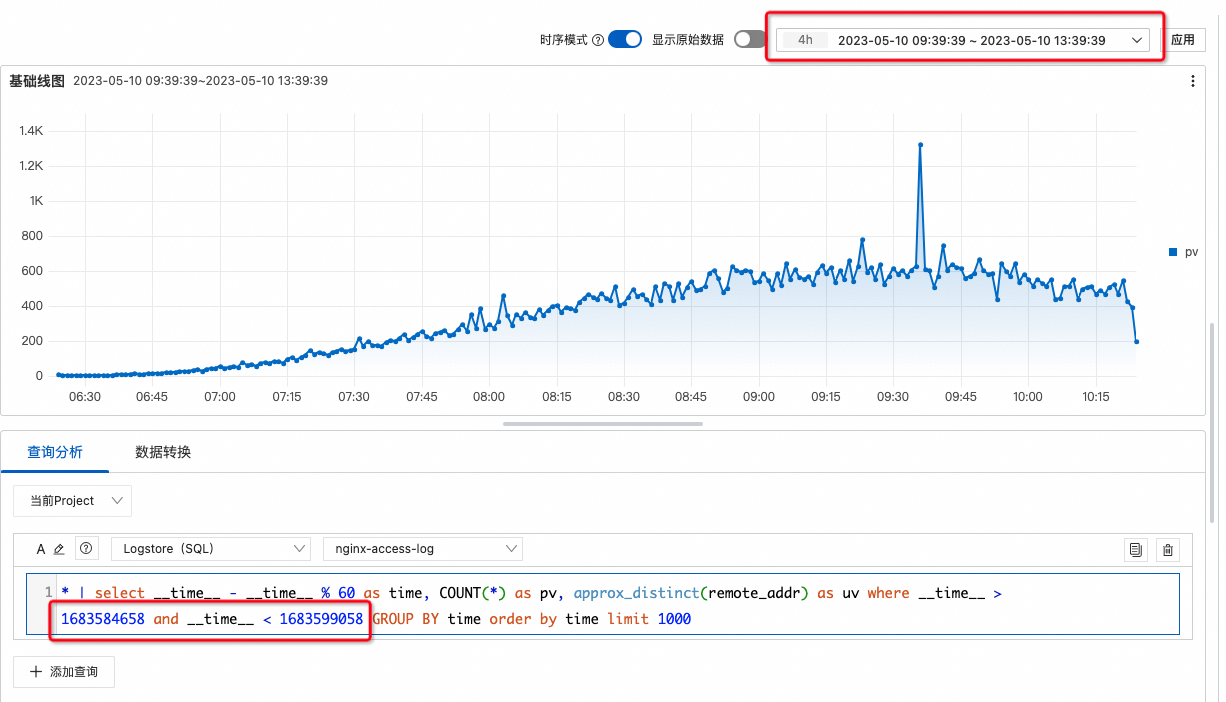 时序模式 显示原始数据 4h 2023-05-10 09:39:39 ~ 2023-05-10 13:39:39 应用
基础线图 2023-05-10 09:39:39~2023-05-10 13:39:39
1.4K
1.2K
1K
800
600
400
200
0
pv
06:30 06:45 07:00 07:15 07:30 07:45 08:00 08:15 08:30 08:45 09:00 09:15 09:30 09:45 10:00 10:15
查询分析 数据转换
当前Project
A ? Logstore (SQL) nginx-access-log
1 * | select __time__ - __time__ % 60 as time, COUNT(*) as pv, approx_distinct(remote_addr) as uv where __time__ >
1683584658 and __time__ < 1683599058 GROUP BY time order by time limit 1000
+ 添加查询